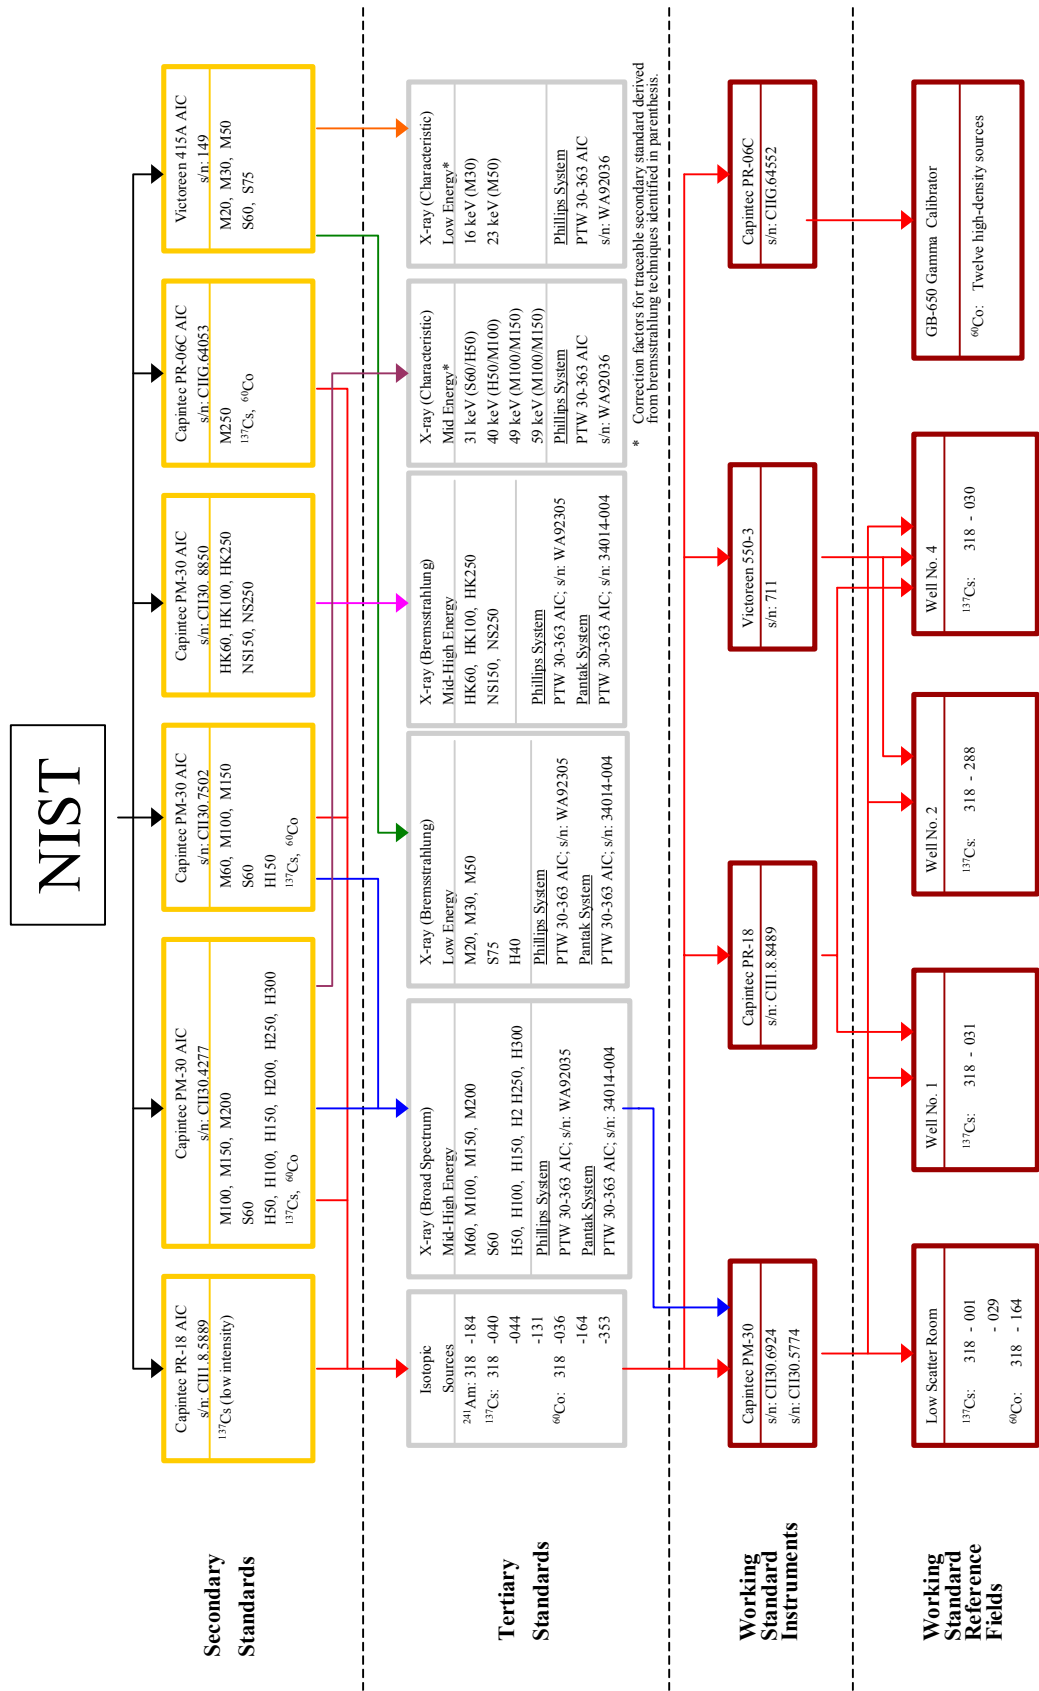 NIST
Secondary
Standards
Capintec PR-18 AIC
s/n: CII1.8.5889
¹³⁷Cs (low intensity)
Capintec PM-30 AIC
s/n: CII30.4277
M100, M150, M200
S60
H50, H100, H150, H200, H250, H300
¹³⁷Cs, ⁶⁰Co
Capintec PM-30 AIC
s/n: CII30.7502
M60, M100, M150
S60
H150
¹³⁷Cs, ⁶⁰Co
Capintec PM-30 AIC
s/n: CII30. 8850
HK60, HK100, HK250
NS150, NS250
Capintec PR-06C AIC
s/n: CIIG.64053
M250
¹³⁷Cs, ⁶⁰Co
Victoreen 415A AIC
s/n: 149
M20, M30, M50
S60, S75
Tertiary
Standards
Isotopic
Sources
²⁴¹Am: 318 -184
¹³⁷Cs: 318 -040
-044
-131
⁶⁰Co: 318 -036
-164
-353
X-ray (Broad Spectrum)
Mid-High Energy
M60, M100, M150, M200
S60
H50, H100, H150, H2 H250, H300
Phillips System
PTW 30-363 AIC; s/n: WA92035
Pantak System
PTW 30-363 AIC; s/n: 34014-004
X-ray (Bremsstrahlung)
Low Energy
M20, M30, M50
S75
H40
Phillips System
PTW 30-363 AIC; s/n: WA92305
Pantak System
PTW 30-363 AIC; s/n: 34014-004
X-ray (Bremsstrahlung)
Mid-High Energy
HK60, HK100, HK250
NS150, NS250
Phillips System
PTW 30-363 AIC; s/n: WA92305
Pantak System
PTW 30-363 AIC; s/n: 34014-004
X-ray (Characteristic)
Mid Energy*
31 keV (S60/H50)
40 keV (H50/M100)
49 keV (M100/M150)
59 keV (M100/M150)
Phillips System
PTW 30-363 AIC
s/n: WA92036
X-ray (Characteristic)
Low Energy*
16 keV (M30)
23 keV (M50)
Phillips System
PTW 30-363 AIC
s/n: WA92036
* Correction factors for traceable secondary standard derived
from bremsstrahlung techniques identified in parenthesis.
Working
Standard
Instruments
Capintec PM-30
s/n: CII30.6924
s/n: CII30.5774
Capintec PR-18
s/n: CII1.8.8489
Victoreen 550-3
s/n: 711
Capintec PR-06C
s/n: CIIG.64552
Working
Standard
Reference
Fields
Low Scatter Room
¹³⁷Cs: 318 - 001
- 029
⁶⁰Co: 318 - 164
Well No. 1
¹³⁷Cs: 318 - 031
Well No. 2
¹³⁷Cs: 318 - 288
Well No. 4
¹³⁷Cs: 318 - 030
GB-650 Gamma Calibrator
⁶⁰Co: Twelve high-density sources